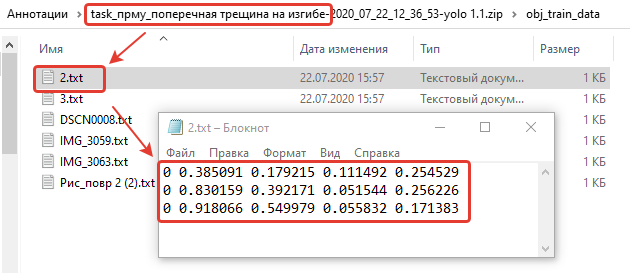 Аннотации > task_прму_поперечная трещина на изгибе-2020_07_22_12_36_53-yolo 1.1.zip > obj_train_data
Имя Дата изменения Тип Размер
2.txt 22.07.2020 15:57 Текстовый докум... 1 КБ
3.txt 22.07.2020 15:57 Текстовый докум... 1 КБ
DSCN0008.txt 1 КБ
IMG_3059.txt 1 КБ
IMG_3063.txt 1 КБ
Рис_повр 2 (2).txt 1 КБ
2.txt – Блокнот
Файл Правка Формат Вид Справка
0 0.385091 0.179215 0.111492 0.254529
0 0.830159 0.392171 0.051544 0.256226
0 0.918066 0.549979 0.055832 0.171383